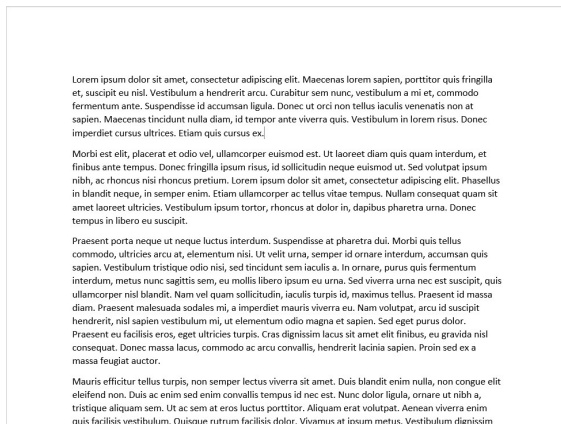 Lorem ipsum dolor sit amet, consectetur adipiscing elit. Maecenas lorem sapien, porttitor quis fringilla
et, suscipit eu nisl. Vestibulum a hendrerit arcu. Curabitur sem nunc, vestibulum a mi et, commodo
fermentum ante. Suspendisse id accumsan ligula. Donec ut orci non tellus iaculis venenatis non at
sapien. Maecenas tincidunt nulla diam, id tempor ante viverra quis. Vestibulum in lorem risus. Donec
imperdiet cursus ultrices. Etiam quis cursus ex.
Morbi est elit, placerat et odio vel, ullamcorper euismod est. Ut laoreet diam quis quam interdum, et
finibus ante tempus. Donec fringilla ipsum risus, id sollicitudin neque euismod ut. Sed volutpat ipsum
nibh, ac rhoncus nisi rhoncus pretium. Lorem ipsum dolor sit amet, consectetur adipiscing elit. Phasellus
in blandit neque, in semper enim. Etiam ullamcorper ac tellus vitae tempus. Nullam consequat quam sit
amet laoreet ultricies. Vestibulum ipsum tortor, rhoncus at dolor in, dapibus pharetra urna. Donec
tempus in libero eu suscipit.
Praesent porta neque ut neque luctus interdum. Suspendisse at pharetra dui. Morbi quis tellus
commodo, ultricies arcu at, elementum nisi. Ut velit urna, semper id ornare interdum, accumsan quis
sapien. Vestibulum tristique odio nisi, sed tincidunt sem iaculis a. In ornare, purus quis fermentum
interdum, metus nunc sagittis sem, eu mollis libero ipsum eu urna. Sed viverra urna nec est suscipit, quis
ullamcorper nisl blandit. Nam vel quam sollicitudin, iaculis turpis id, maximus tellus. Praesent id massa
diam. Praesent malesuada sodales mi, a imperdiet mauris viverra eu. Nam volutpat, arcu id suscipit
hendrerit, nisl sapien vestibulum mi, ut elementum odio magna et sapien. Sed eget purus dolor.
Praesent eu facilisis eros, eget ultricies turpis. Cras dignissim lacus sit amet elit finibus, eu gravida nisl
consequat. Donec massa lacus, commodo ac arcu convallis, hendrerit lacinia sapien. Proin sed ex a
massa feugiat auctor.
Mauris efficitur tellus turpis, non semper lectus viverra sit amet. Duis blandit enim nulla, non congue elit
eleifend non. Duis ac enim sed enim convallis tempus id nec est. Nunc dolor ligula, ornare ut nibh a,
tristique aliquam sem. Ut ac sem at eros luctus porttitor. Aliquam erat volutpat. Aenean viverra enim
quis facilisis vestibulum. Quisque rutrum facilisis dolor. Vivamus at ipsum metus. Vestibulum dignissim